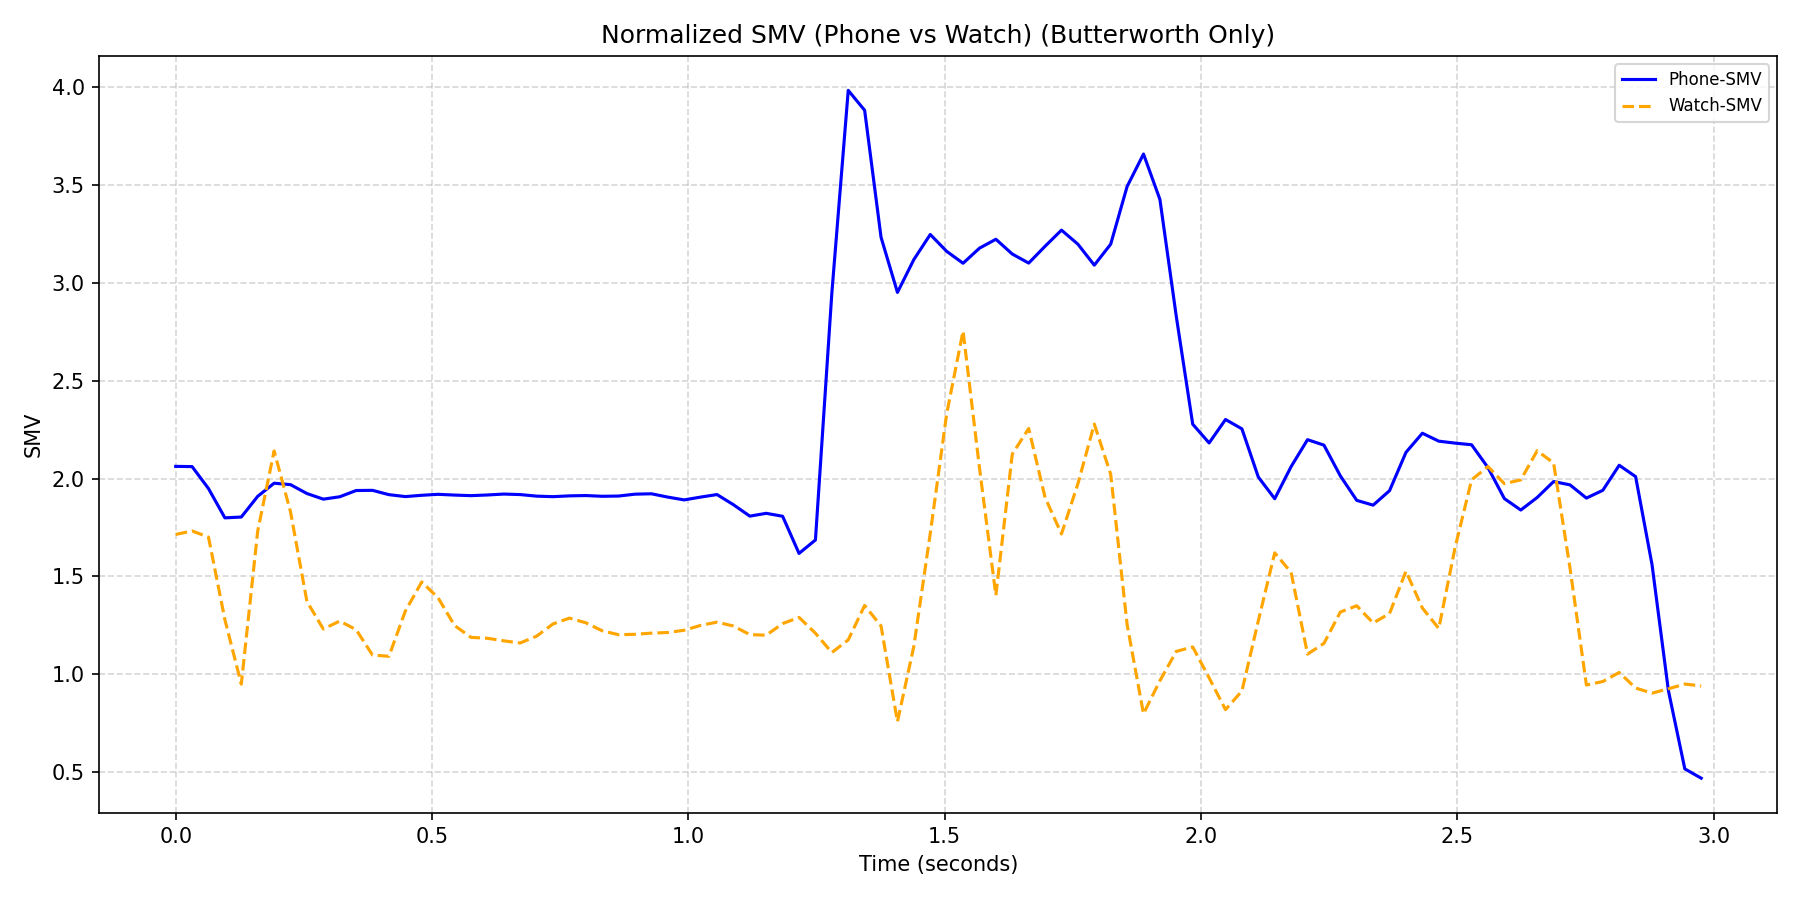 Normalized SMV (Phone vs Watch) (Butterworth Only)
Phone-SMV
Watch-SMV
4.0
3.5
3.0
2.5
2.0
1.5
1.0
0.5
SMV
0.0 0.5 1.0 1.5 2.0 2.5 3.0
Time (seconds)